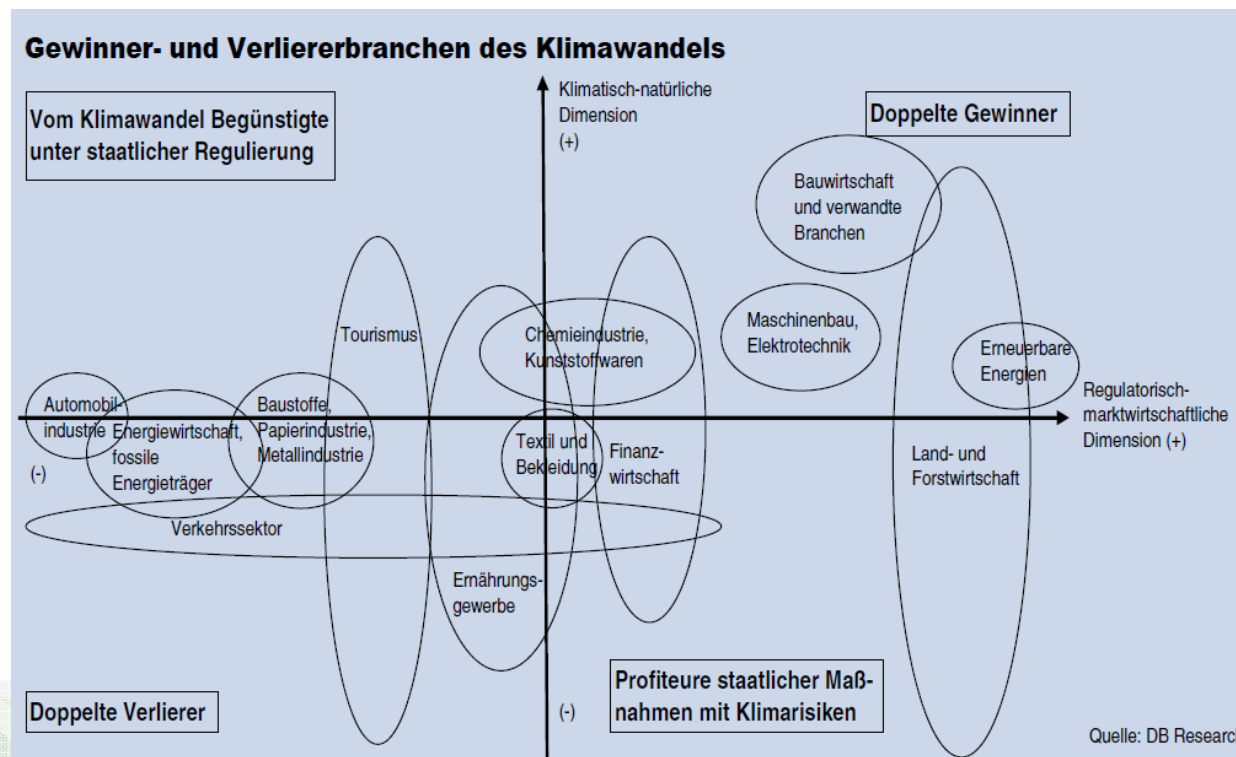 Gewinner- und Verliererbranchen des Klimawandels
Vom Klimawandel Begünstigte
unter staatlicher Regulierung
Klimatisch-natürliche
Dimension
(+)
Doppelte Gewinner
Bauwirtschaft
und verwandte
Branchen
Tourismus
Chemieindustrie,
Kunststoffwaren
Maschinenbau,
Elektrotechnik
Erneuerbare
Energien
Regulatorisch-
marktwirtschaftliche
Dimension (+)
Automobil-
industrie
(-)
Energiewirtschaft,
fossile
Energieträger
Baustoffe,
Papierindustrie,
Metallindustrie
Textil und
Bekleidung
Finanz-
wirtschaft
Land- und
Forstwirtschaft
Verkehrssektor
Ernährungs-
gewerbe
Doppelte Verlierer
(-)
Profiteure staatlicher Maß-
nahmen mit Klimarisiken
Quelle: DB Research